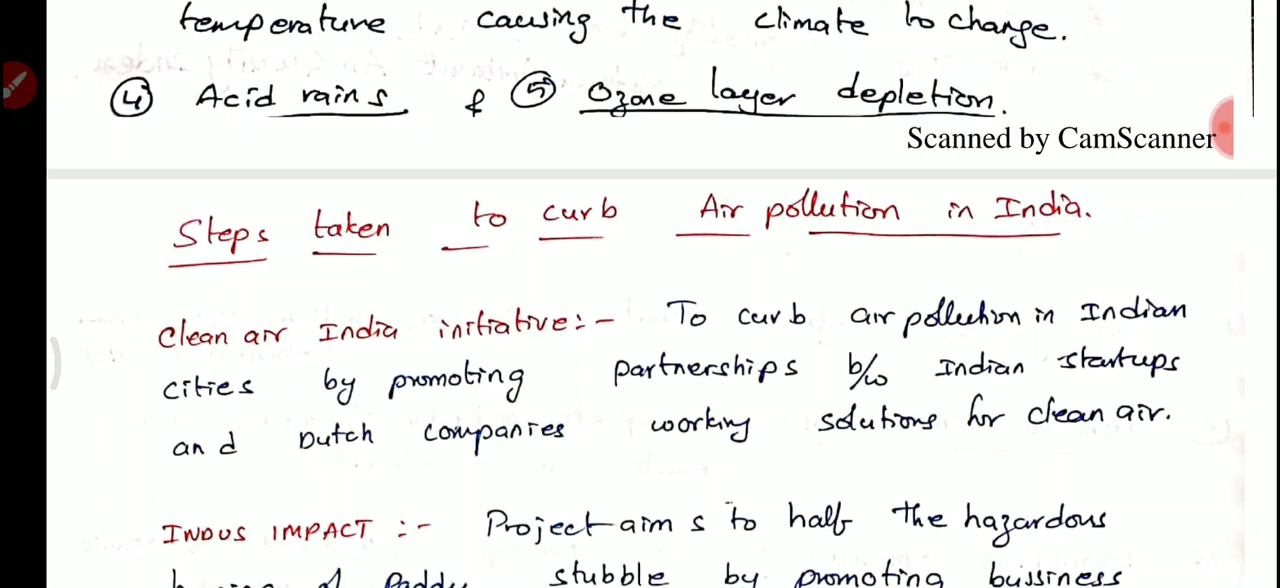 temperature causing the climate to change.
④ Acid rains & ⑤ Ozone layer depletion.
Scanned by CamScanner
Steps taken to curb Air pollution in India.
Clean air India initiative:- To curb air pollution in Indian
cities by promoting partnerships b/w Indian startups
and Dutch companies working solutions for clean air.
INDUS IMPACT :- Project aims to half the hazardous
of Paddy stubble by promoting bussiness